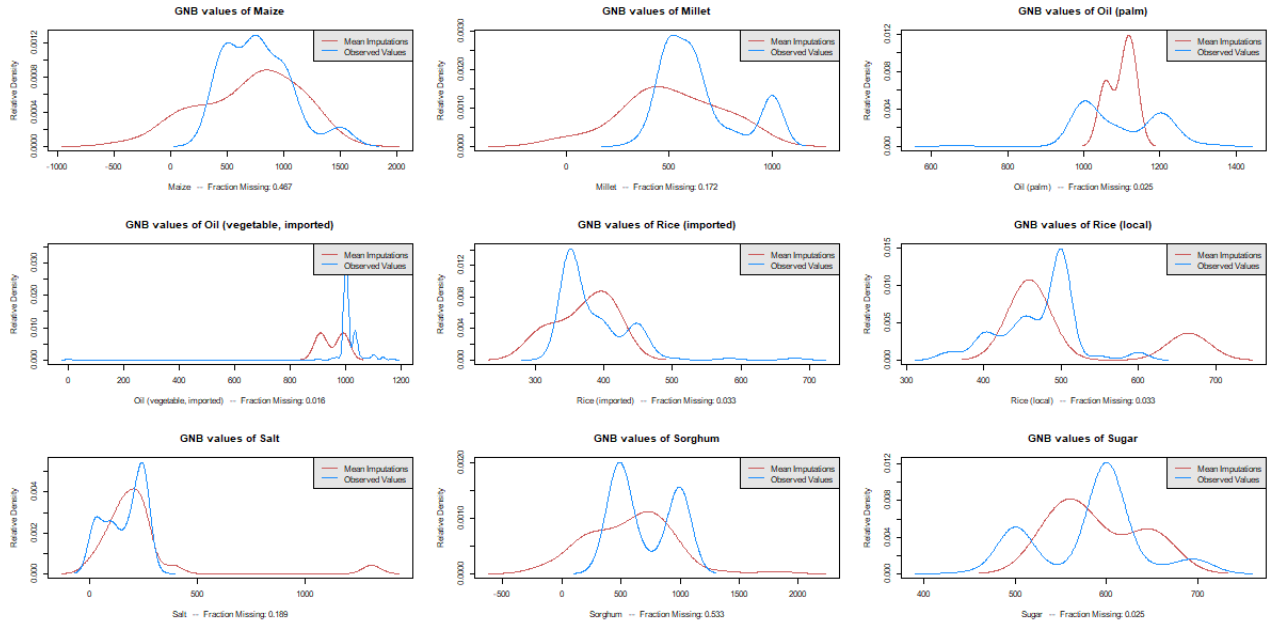 GNB values of Maize
Relative Density
0.0000 0.0004 0.0008 0.0012
Mean Imputations
Observed Values
-1000 -500 0 500 1000 1500 2000
Maize -- Fraction Missing: 0.467
GNB values of Millet
Relative Density
0.0000 0.0010 0.0020 0.0030
Mean Imputations
Observed Values
0 500 1000
Millet -- Fraction Missing: 0.172
GNB values of Oil (palm)
Relative Density
0.000 0.004 0.008 0.012
Mean Imputations
Observed Values
600 800 1000 1200 1400
Oil (palm) -- Fraction Missing: 0.025
GNB values of Oil (vegetable, imported)
Relative Density
0.000 0.010 0.020 0.030
Mean Imputations
Observed Values
0 200 400 600 800 1000 1200
Oil (vegetable, imported) -- Fraction Missing: 0.016
GNB values of Rice (imported)
Relative Density
0.000 0.004 0.008 0.012
Mean Imputations
Observed Values
300 400 500 600 700
Rice (imported) -- Fraction Missing: 0.033
GNB values of Rice (local)
Relative Density
0.000 0.005 0.010 0.015
Mean Imputations
Observed Values
300 400 500 600 700
Rice (local) -- Fraction Missing: 0.033
GNB values of Salt
Relative Density
0.000 0.002 0.004
Mean Imputations
Observed Values
0 500 1000
Salt -- Fraction Missing: 0.189
GNB values of Sorghum
Relative Density
0.0000 0.0010 0.0020
Mean Imputations
Observed Values
-500 0 500 1000 1500 2000
Sorghum -- Fraction Missing: 0.533
GNB values of Sugar
Relative Density
0.000 0.004 0.008 0.012
Mean Imputations
Observed Values
400 500 600 700
Sugar -- Fraction Missing: 0.025